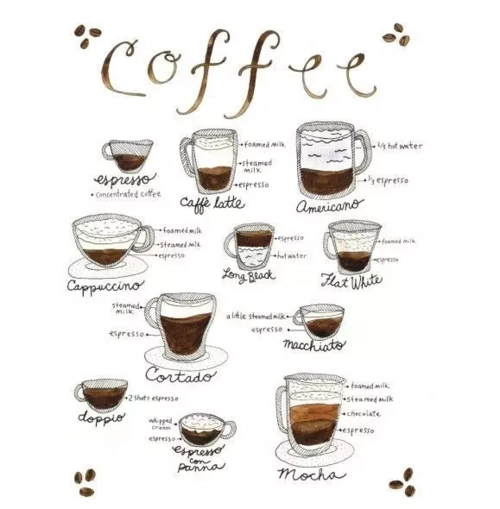 Coffee
espresso
• concentrated coffee
foamed milk
steamed
milk
espresso
Caffè latte
2/3 hot water
1/3 espresso
Americano
foamed milk
steamed milk
espresso
Cappuccino
espresso
hot water
Long Black
foamed milk
espresso
Flat White
steamed
milk
espresso
Cortado
a little steamed milk
espresso
macchiato
2 shots espresso
doppio
whipped
cream
espresso
espresso
con
panna
foamed milk
steamed milk
chocolate
espresso
Mocha